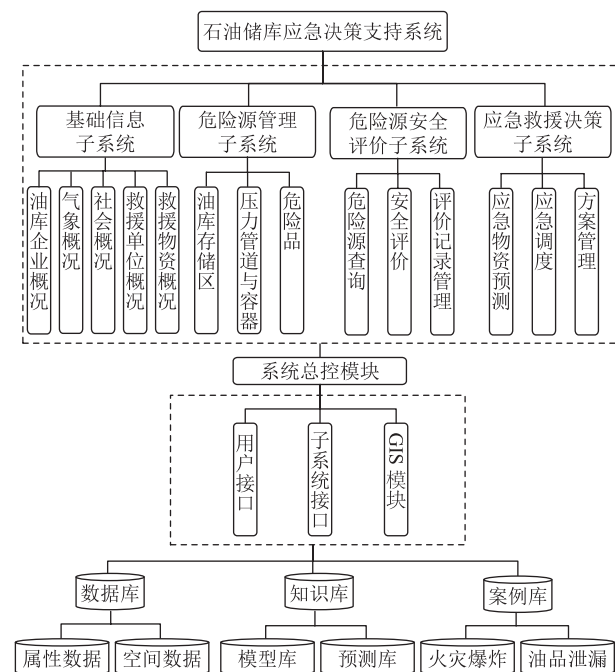 石油储库应急决策支持系统
基础信息
子系统
危险源管理
子系统
危险源安全
评价子系统
应急救援决策
子系统
油库企业概况
气象概况
社会概况
救援单位概况
救援物资概况
油库存储区
压力管道与容器
危险品
危险源查询
安全评价
评价记录管理
应急物资预测
应急调度
方案管理
系统总控模块
用户接口
子系统接口
GIS模块
数据库
知识库
案例库
属性数据
空间数据
模型库
预测库
火灾爆炸
油品泄漏